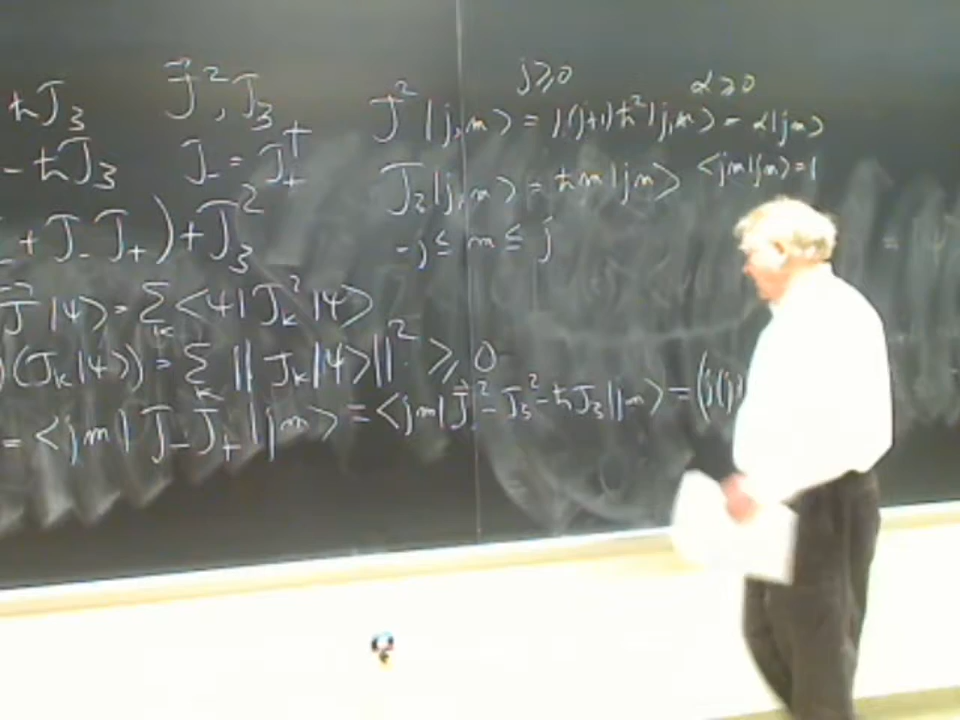 ħJ₃ J⃗², J₃ j ⩾ 0 α ⩾ 0
J² |j,m> = j(j+1)ħ² |j,m> = α|jm>
-ħJ₃ J₋ = J₊†
J₃|j,m> = ħm|jm> <jm|jm> = 1
+ J₋J₊) + J₃² -j ≤ m ≤ j
J⃗|ψ> = Σₖ <ψ|Jₖ²|ψ>
)(Jₖ|ψ>) = Σₖ ||Jₖ|ψ>||² ⩾ 0
= <jm|J₋J₊|jm> = <jm|J⃗² - J₃² - ħJ₃||jm> = (j(j